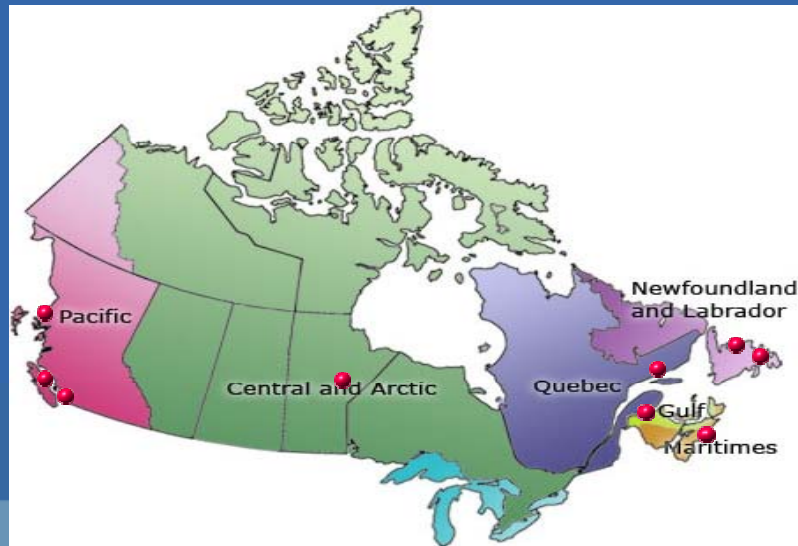 Newfoundland
and Labrador
Pacific
Central and Arctic
Quebec
Gulf
Maritimes